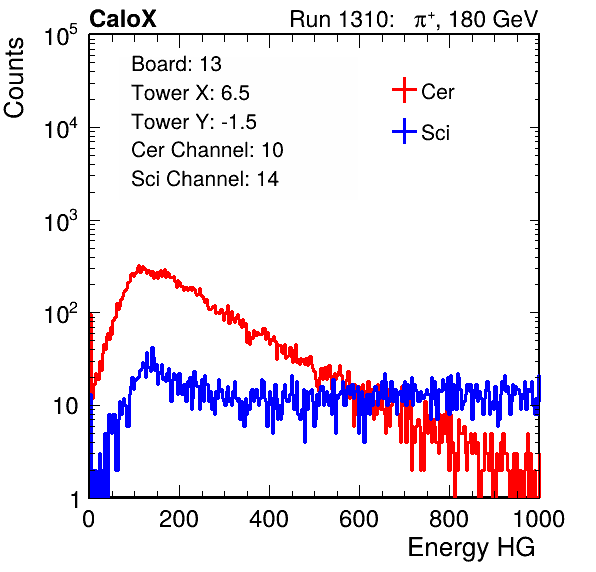 CaloX Run 1310: π⁺, 180 GeV
Counts
10⁵
10⁴
10³
10²
10
1
Board: 13
Tower X: 6.5
Tower Y: -1.5
Cer Channel: 10
Sci Channel: 14
Cer
Sci
0 200 400 600 800 1000
Energy HG